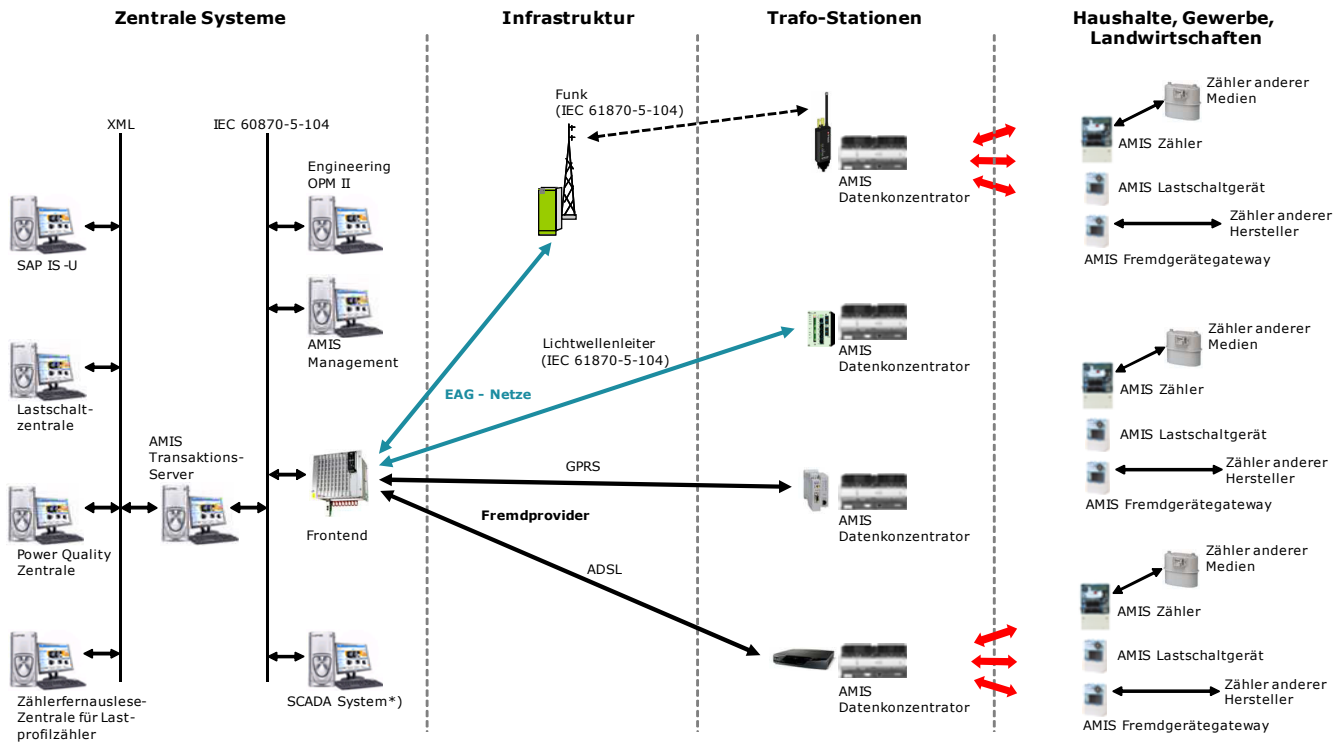 Zentrale Systeme
Infrastruktur
Trafo-Stationen
Haushalte, Gewerbe,
Landwirtschaften
XML
IEC 60870-5-104
Engineering
OPM II
SAP IS -U
AMIS
Management
Lastschalt-
zentrale
AMIS
Transaktions-
Server
Power Quality
Zentrale
Frontend
Zählerfernauslese-
Zentrale für Last-
profilzähler
SCADA System*)
Funk
(IEC 61870-5-104)
Lichtwellenleiter
(IEC 61870-5-104)
EAG - Netze
GPRS
Fremdprovider
ADSL
AMIS
Datenkonzentrator
AMIS
Datenkonzentrator
AMIS
Datenkonzentrator
AMIS
Datenkonzentrator
Zähler anderer
Medien
AMIS Zähler
AMIS Lastschaltgerät
Zähler anderer
Hersteller
AMIS Fremdgerätegateway
Zähler anderer
Medien
AMIS Zähler
AMIS Lastschaltgerät
Zähler anderer
Hersteller
AMIS Fremdgerätegateway
Zähler anderer
Medien
AMIS Zähler
AMIS Lastschaltgerät
Zähler anderer
Hersteller
AMIS Fremdgerätegateway